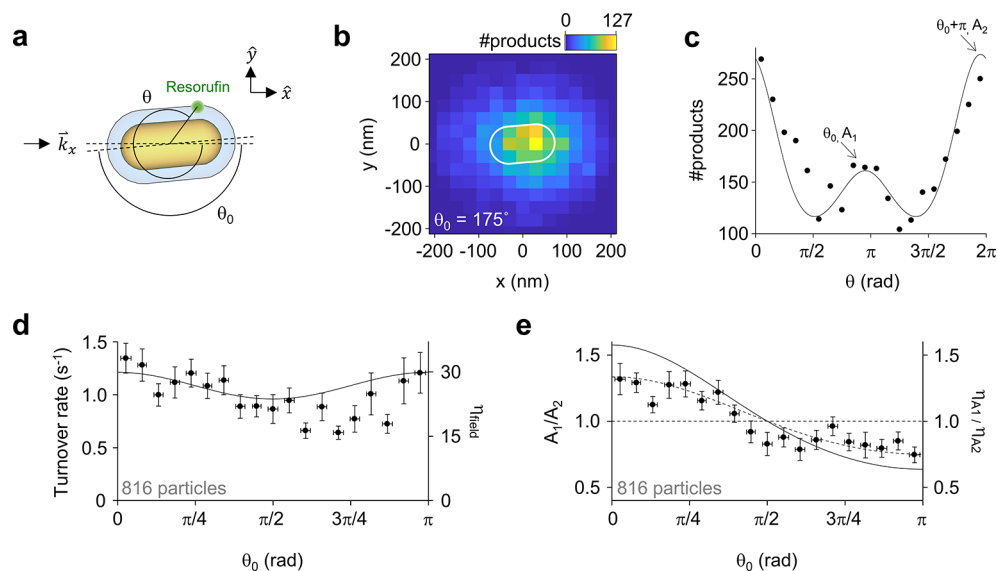 a
ŷ
x̂
Resorufin
θ
k⃗x
θ0
b
0 127
#products
200
100
0
-100
-200
y (nm)
θ0 = 175°
-200 -100 0 100 200
x (nm)
c
θ0+π, A2
θ0, A1
250
200
150
100
#products
0 π/2 π 3π/2 2π
θ (rad)
d
1.5
1.0
0.5
0
Turnover rate (s-1)
30
15
0
ηfield
816 particles
0 π/4 π/2 3π/4 π
θ0 (rad)
e
1.5
1.0
0.5
A1/A2
1.5
1.0
0.5
ηA1 / ηA2
816 particles
0 π/4 π/2 3π/4 π
θ0 (rad)